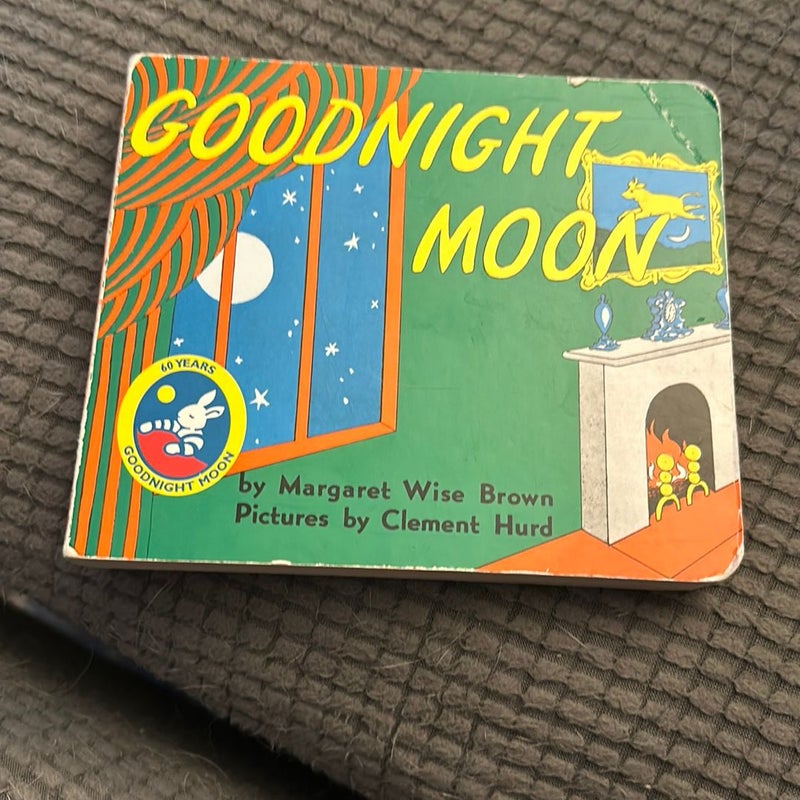 GOODNIGHT
MOON
60 YEARS
GOODNIGHT MOON
by Margaret Wise Brown
Pictures by Clement Hurd